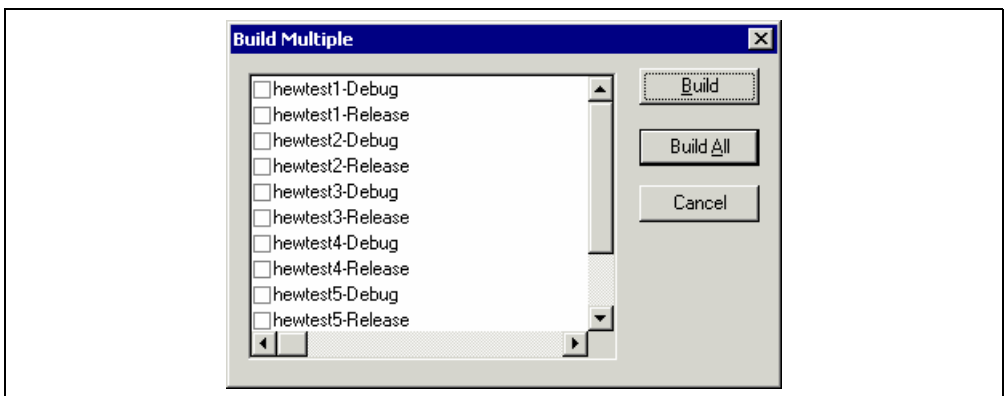 Build Multiple
hewtest1-Debug
hewtest1-Release
hewtest2-Debug
hewtest2-Release
hewtest3-Debug
hewtest3-Release
hewtest4-Debug
hewtest4-Release
hewtest5-Debug
hewtest5-Release
Build
Build All
Cancel